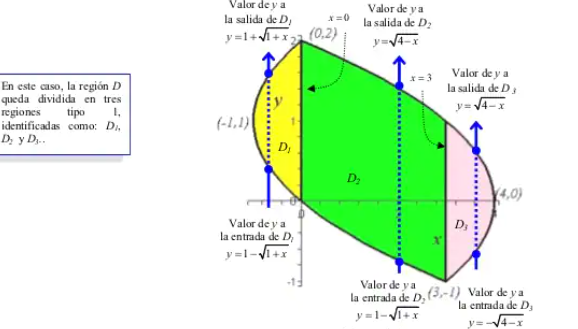 Valor de y a
la salida de D₁
y=1+√1+x
x=0
Valor de y a
la salida de D₂
y=√4−x
(0,2)
2
x=3
Valor de y a
la salida de D₃
y=√4−x
En este caso, la región D
queda dividida en tres
regiones tipo 1,
identificadas como: D₁,
D₂ y D₃..
y
(-1,1)
1
D₁
D₂
(4,0)
0
0
D₃
x
Valor de y a
la entrada de D₁
y=1−√1+x
-1
(3,-1)
Valor de y a
la entrada de D₂
y=1−√1+x
Valor de y a
la entrada de D₃
y=−√4−x